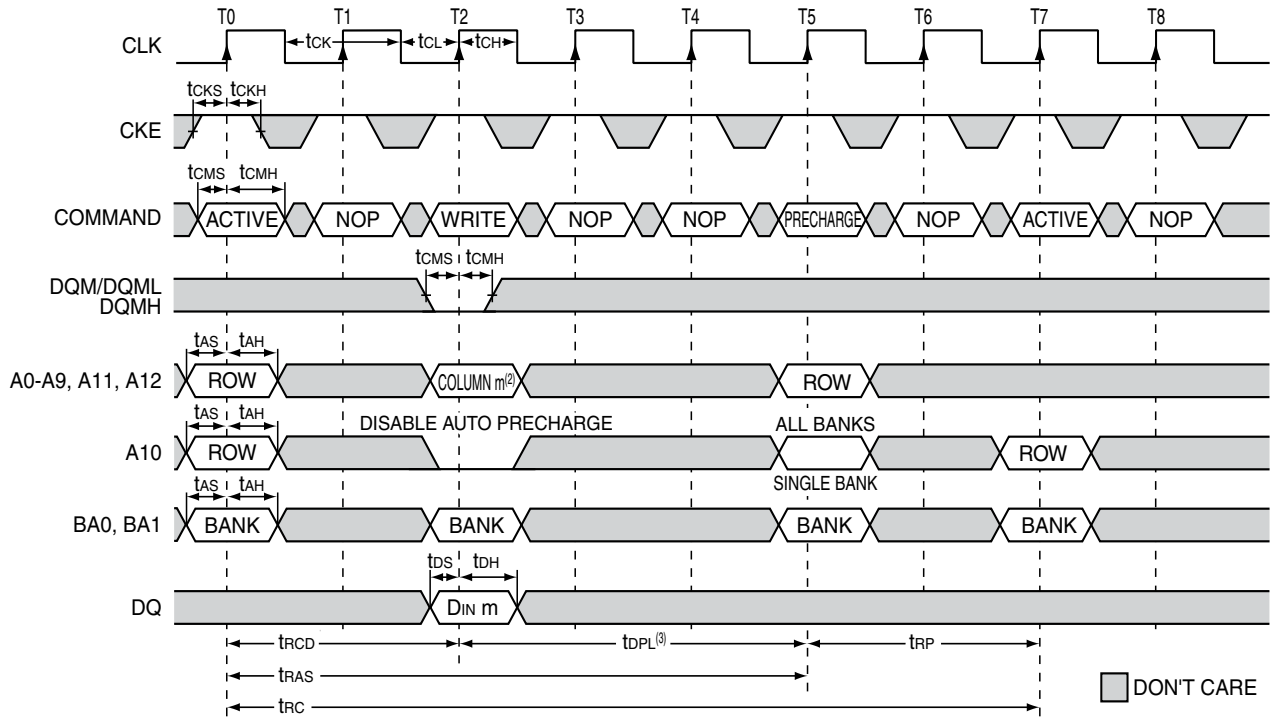 T0 T1 T2 T3 T4 T5 T6 T7 T8
CLK tCK tCL tCH
tCKS tCKH
CKE
tCMS tCMH
COMMAND ACTIVE NOP WRITE NOP NOP PRECHARGE NOP ACTIVE NOP
tCMS tCMH
DQM/DQML
DQMH
tAS tAH
A0-A9, A11, A12 ROW COLUMN m(2) ROW
tAS tAH DISABLE AUTO PRECHARGE ALL BANKS
A10 ROW ROW
tAS tAH SINGLE BANK
BA0, BA1 BANK BANK BANK BANK
tDS tDH
DQ DIN m
tRCD tDPL(3) tRP
tRAS
DON'T CARE
tRC